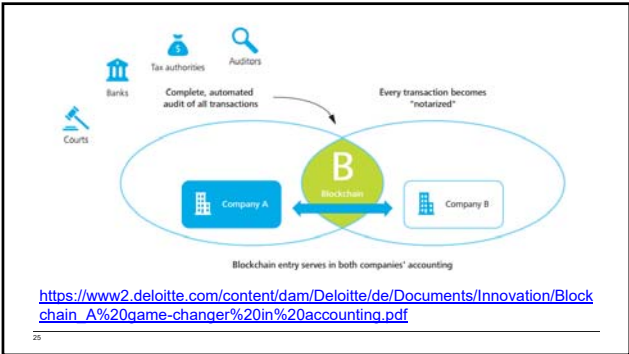 Auditors
Tax authorities
Banks
Courts
Complete, automated
audit of all transactions
Every transaction becomes
"notarized"
B
Blockchain
Company A
Company B
Blockchain entry serves in both companies' accounting
https://www2.deloitte.com/content/dam/Deloitte/de/Documents/Innovation/Block
chain_A%20game-changer%20in%20accounting.pdf
25